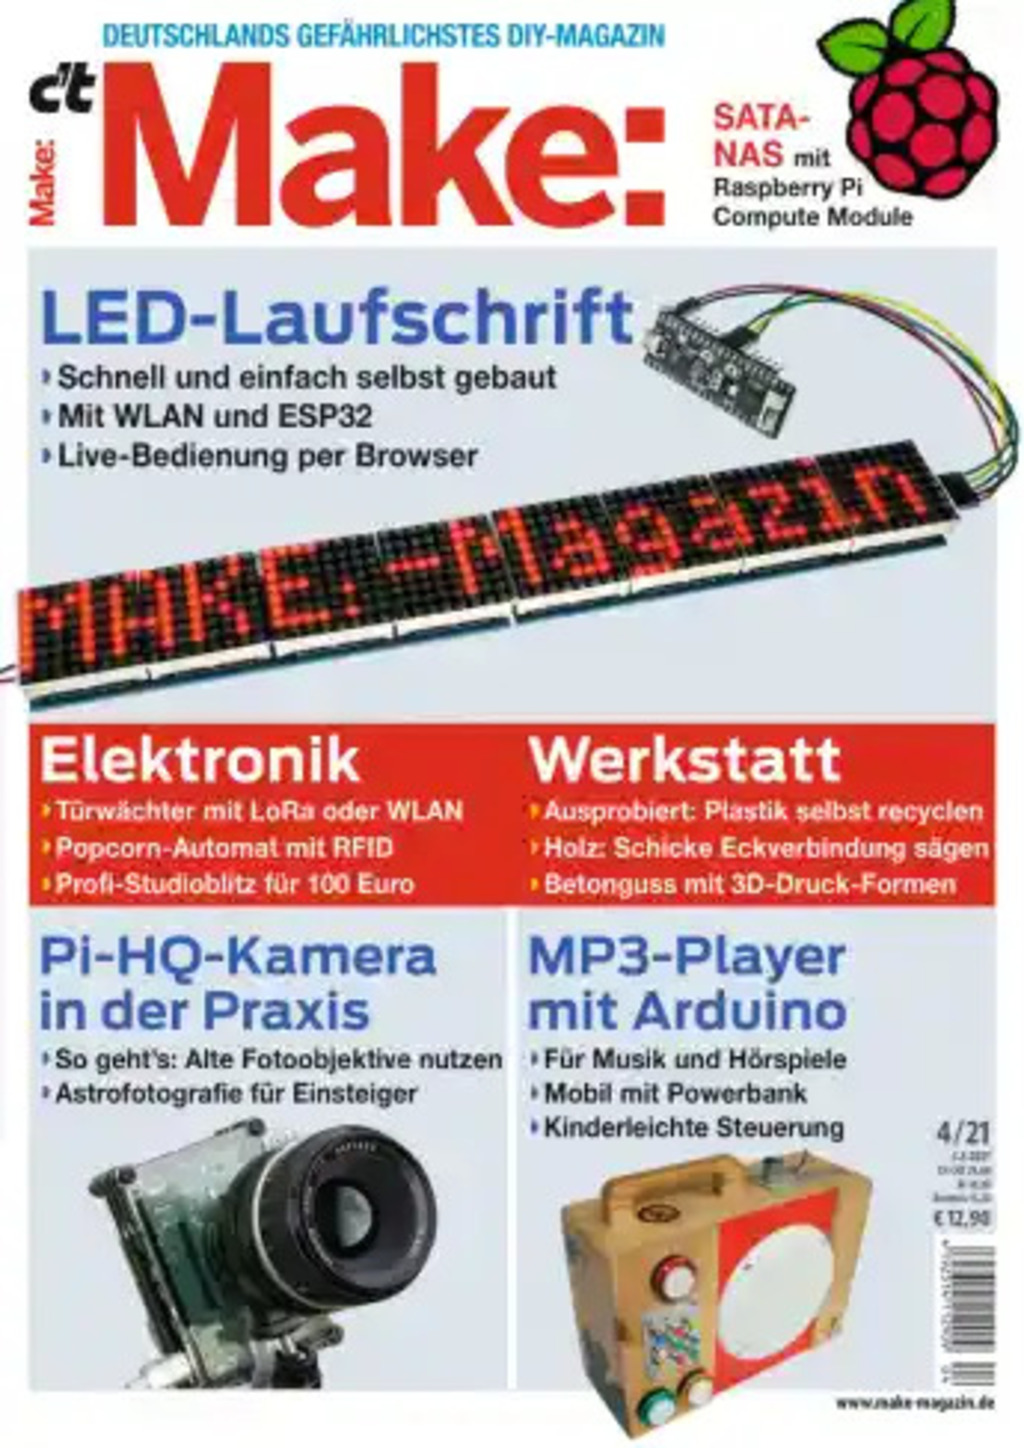 DEUTSCHLANDS GEFÄHRLICHSTES DIY-MAGAZIN
c't
Make:
Make:
SATA-
NAS mit
Raspberry Pi
Compute Module
LED-Laufschrift
Schnell und einfach selbst gebaut
Mit WLAN und ESP32
Live-Bedienung per Browser
MAKE:-Magazin
Elektronik
Türwächter mit LoRa oder WLAN
Popcorn-Automat mit RFID
Profi-Studioblitz für 100 Euro
Werkstatt
Ausprobiert: Plastik selbst recyclen
Holz: Schicke Eckverbindung sägen
Betonguss mit 3D-Druck-Formen
Pi-HQ-Kamera
in der Praxis
So geht's: Alte Fotoobjektive nutzen
Astrofotografie für Einsteiger
MP3-Player
mit Arduino
Für Musik und Hörspiele
Mobil mit Powerbank
Kinderleichte Steuerung
4/21
€ 12,90
www.make-magazin.de